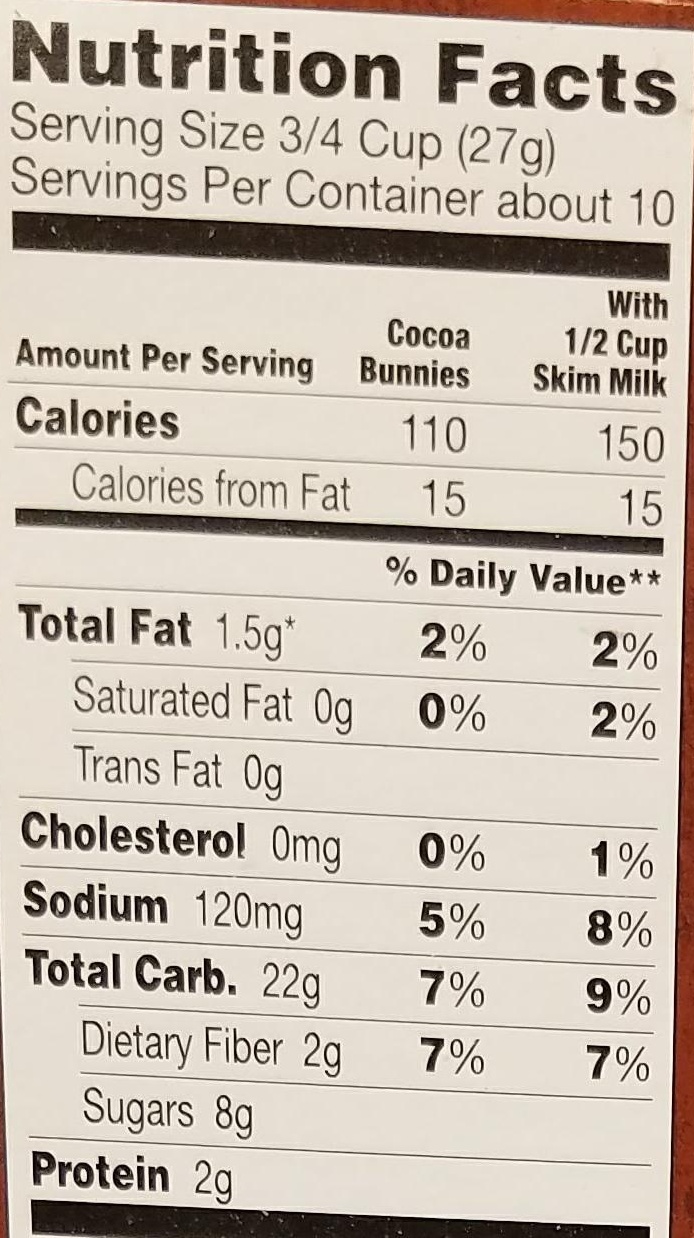 Nutrition Facts
Serving Size 3/4 Cup (27g)
Servings Per Container about 10
Amount Per Serving Cocoa Bunnies With 1/2 Cup Skim Milk
Calories 110 150
Calories from Fat 15 15
% Daily Value**
Total Fat 1.5g* 2% 2%
Saturated Fat 0g 0% 2%
Trans Fat 0g
Cholesterol 0mg 0% 1%
Sodium 120mg 5% 8%
Total Carb. 22g 7% 9%
Dietary Fiber 2g 7% 7%
Sugars 8g
Protein 2g